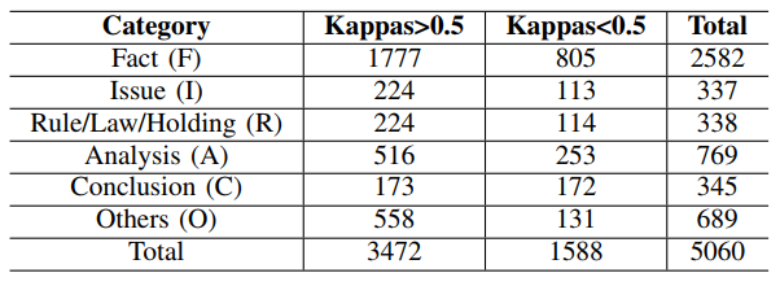 Category Kappas>0.5 Kappas<0.5 Total
Fact (F) 1777 805 2582
Issue (I) 224 113 337
Rule/Law/Holding (R) 224 114 338
Analysis (A) 516 253 769
Conclusion (C) 173 172 345
Others (O) 558 131 689
Total 3472 1588 5060